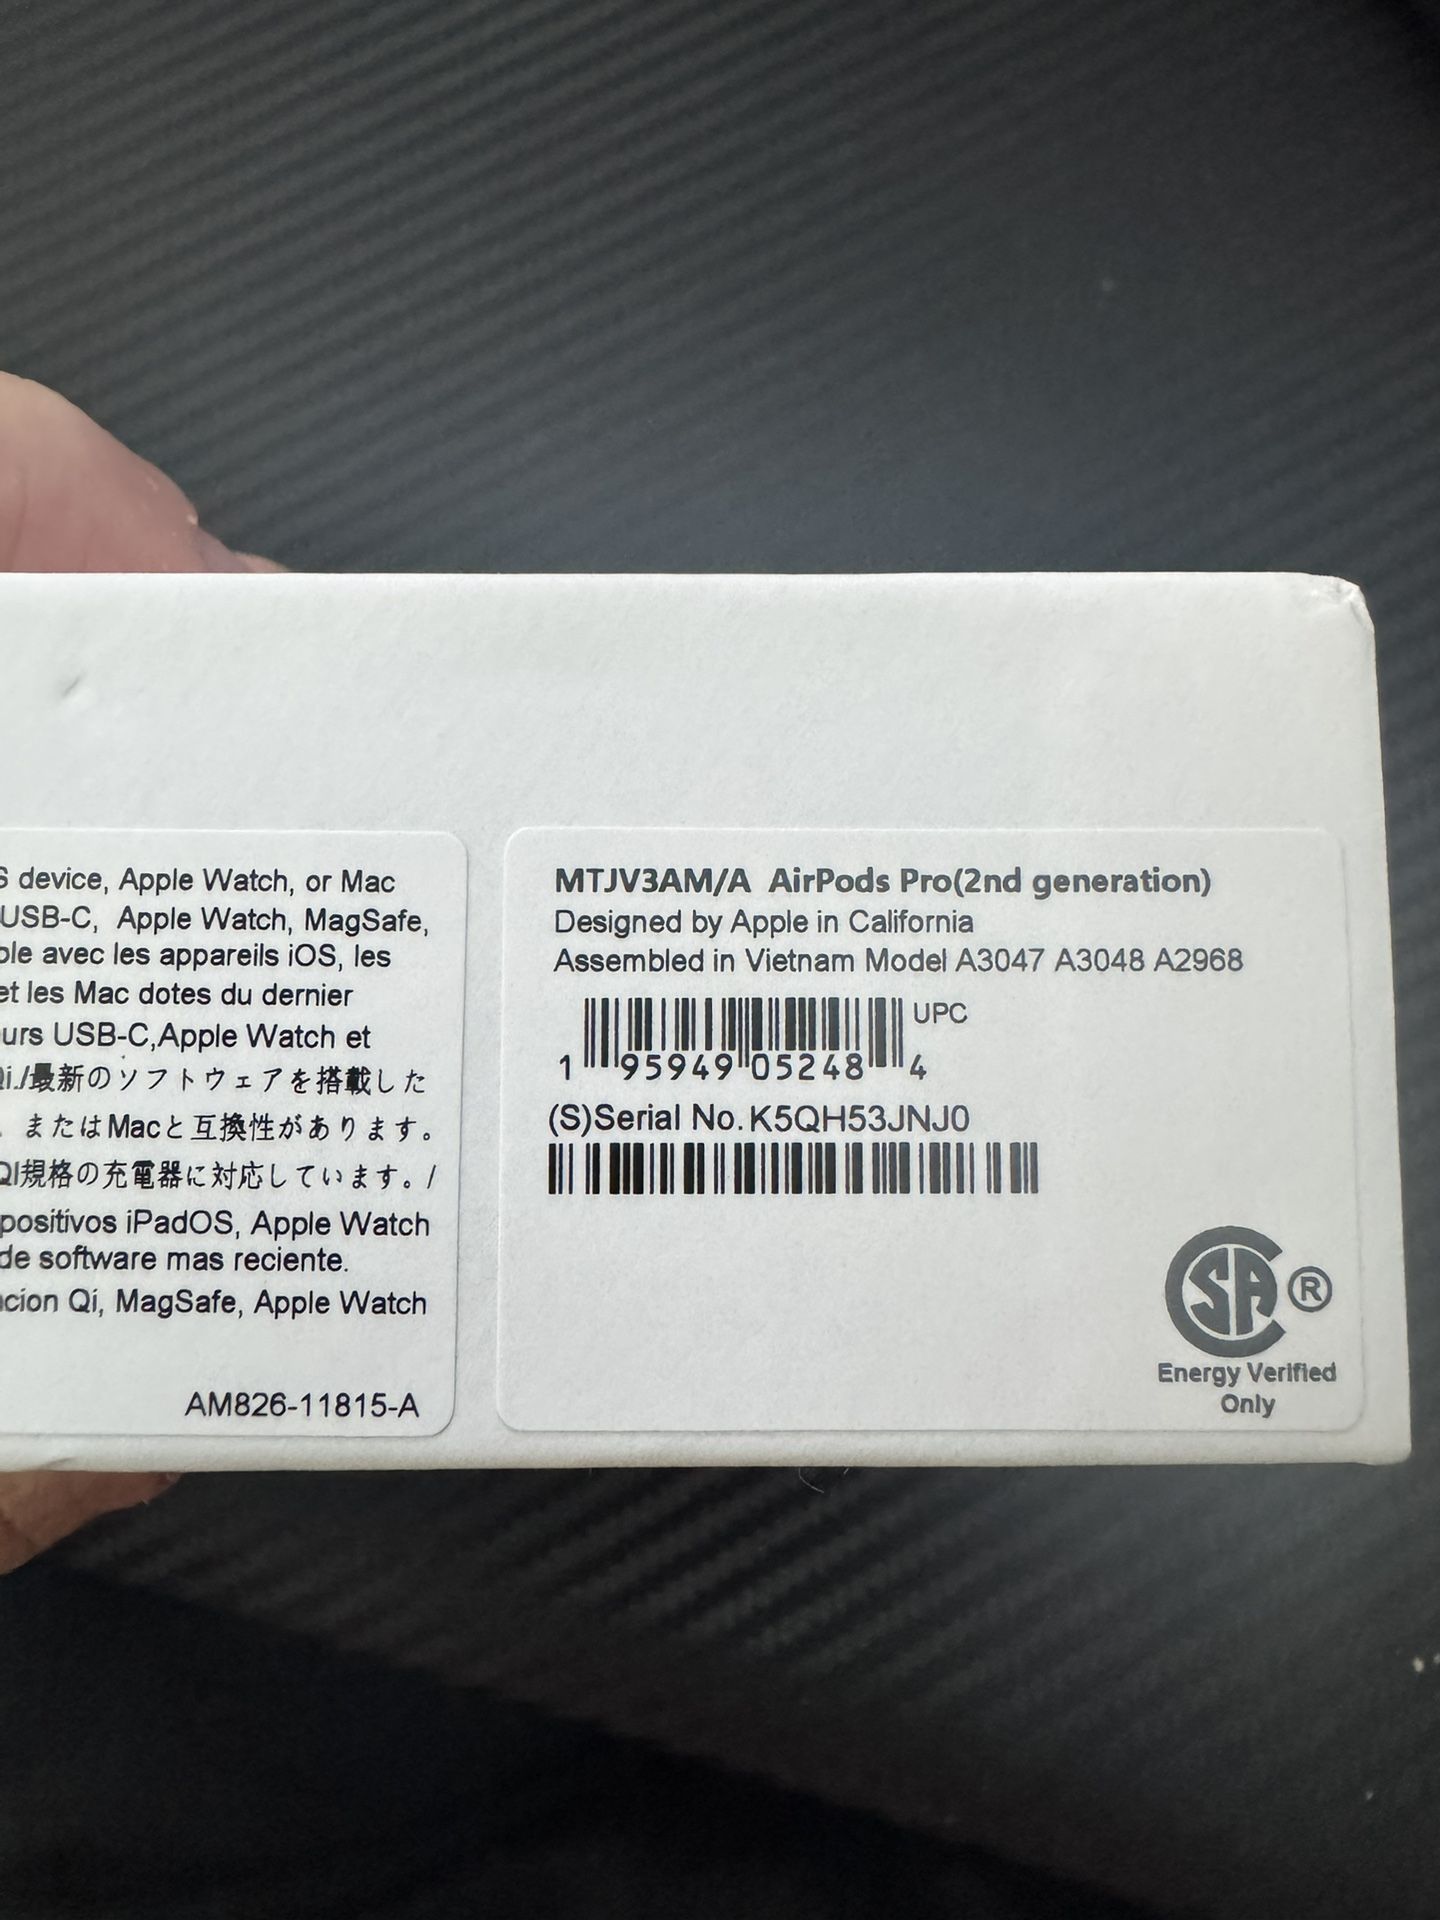 S device, Apple Watch, or Mac
USB-C, Apple Watch, MagSafe,
ble avec les appareils iOS, les
et les Mac dotes du dernier
urs USB-C,Apple Watch et
Qi./最新のソフトウェアを搭載した
、またはMacと互換性があります。
QI規格の充電器に対応しています。/
positivos iPadOS, Apple Watch
de software mas reciente.
cion Qi, MagSafe, Apple Watch
AM826-11815-A
MTJV3AM/A AirPods Pro(2nd generation)
Designed by Apple in California
Assembled in Vietnam Model A3047 A3048 A2968
UPC
1 95949 05248 4
(S)Serial No. K5QH53JNJ0
SA ®
Energy Verified
Only